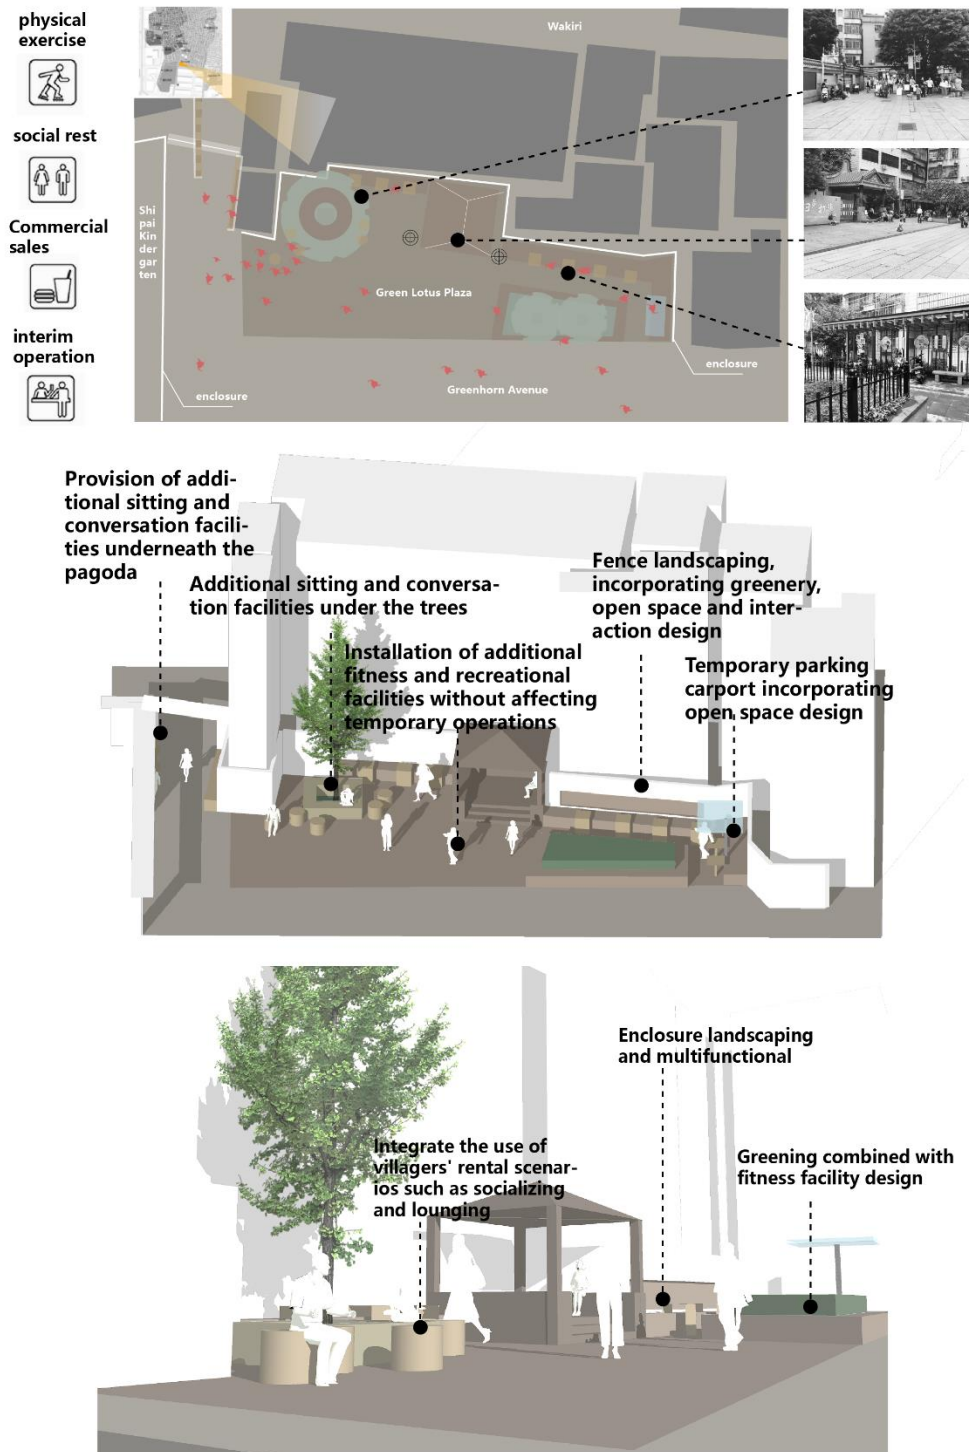 physical
exercise
social rest
Commercial
sales
interim
operation
Wakiri
Shi
pai
Kin
der
gar
ten
Green Lotus Plaza
enclosure
Greenhorn Avenue
enclosure
Provision of addi-
tional sitting and
conversation facili-
ties underneath the
pagoda
Additional sitting and conversa-
tion facilities under the trees
Installation of additional
fitness and recreational
facilities without affecting
temporary operations
Fence landscaping,
incorporating greenery,
open space and inter-
action design
Temporary parking
carport incorporating
open space design
Enclosure landscaping
and multifunctional
Integrate the use of
villagers' rental scenar-
ios such as socializing
and lounging
Greening combined with
fitness facility design